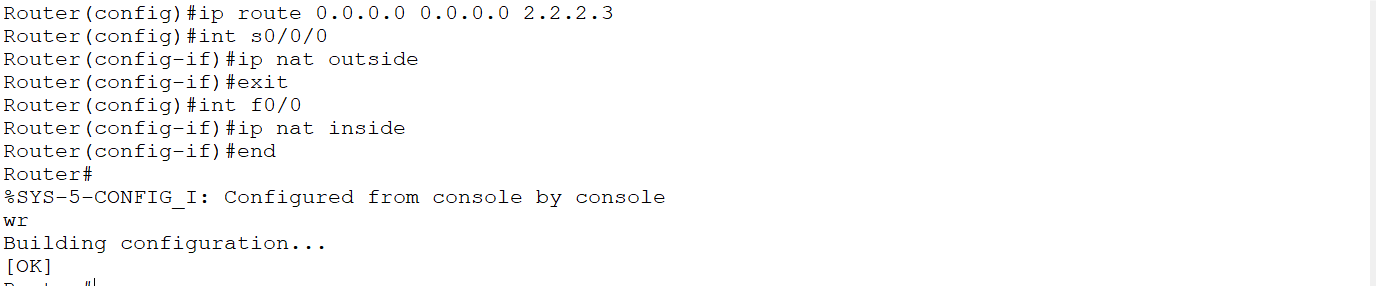 Router(config)#ip route 0.0.0.0 0.0.0.0 2.2.2.3
Router(config)#int s0/0/0
Router(config-if)#ip nat outside
Router(config-if)#exit
Router(config)#int f0/0
Router(config-if)#ip nat inside
Router(config-if)#end
Router#
%SYS-5-CONFIG_I: Configured from console by console
wr
Building configuration...
[OK]
Router#